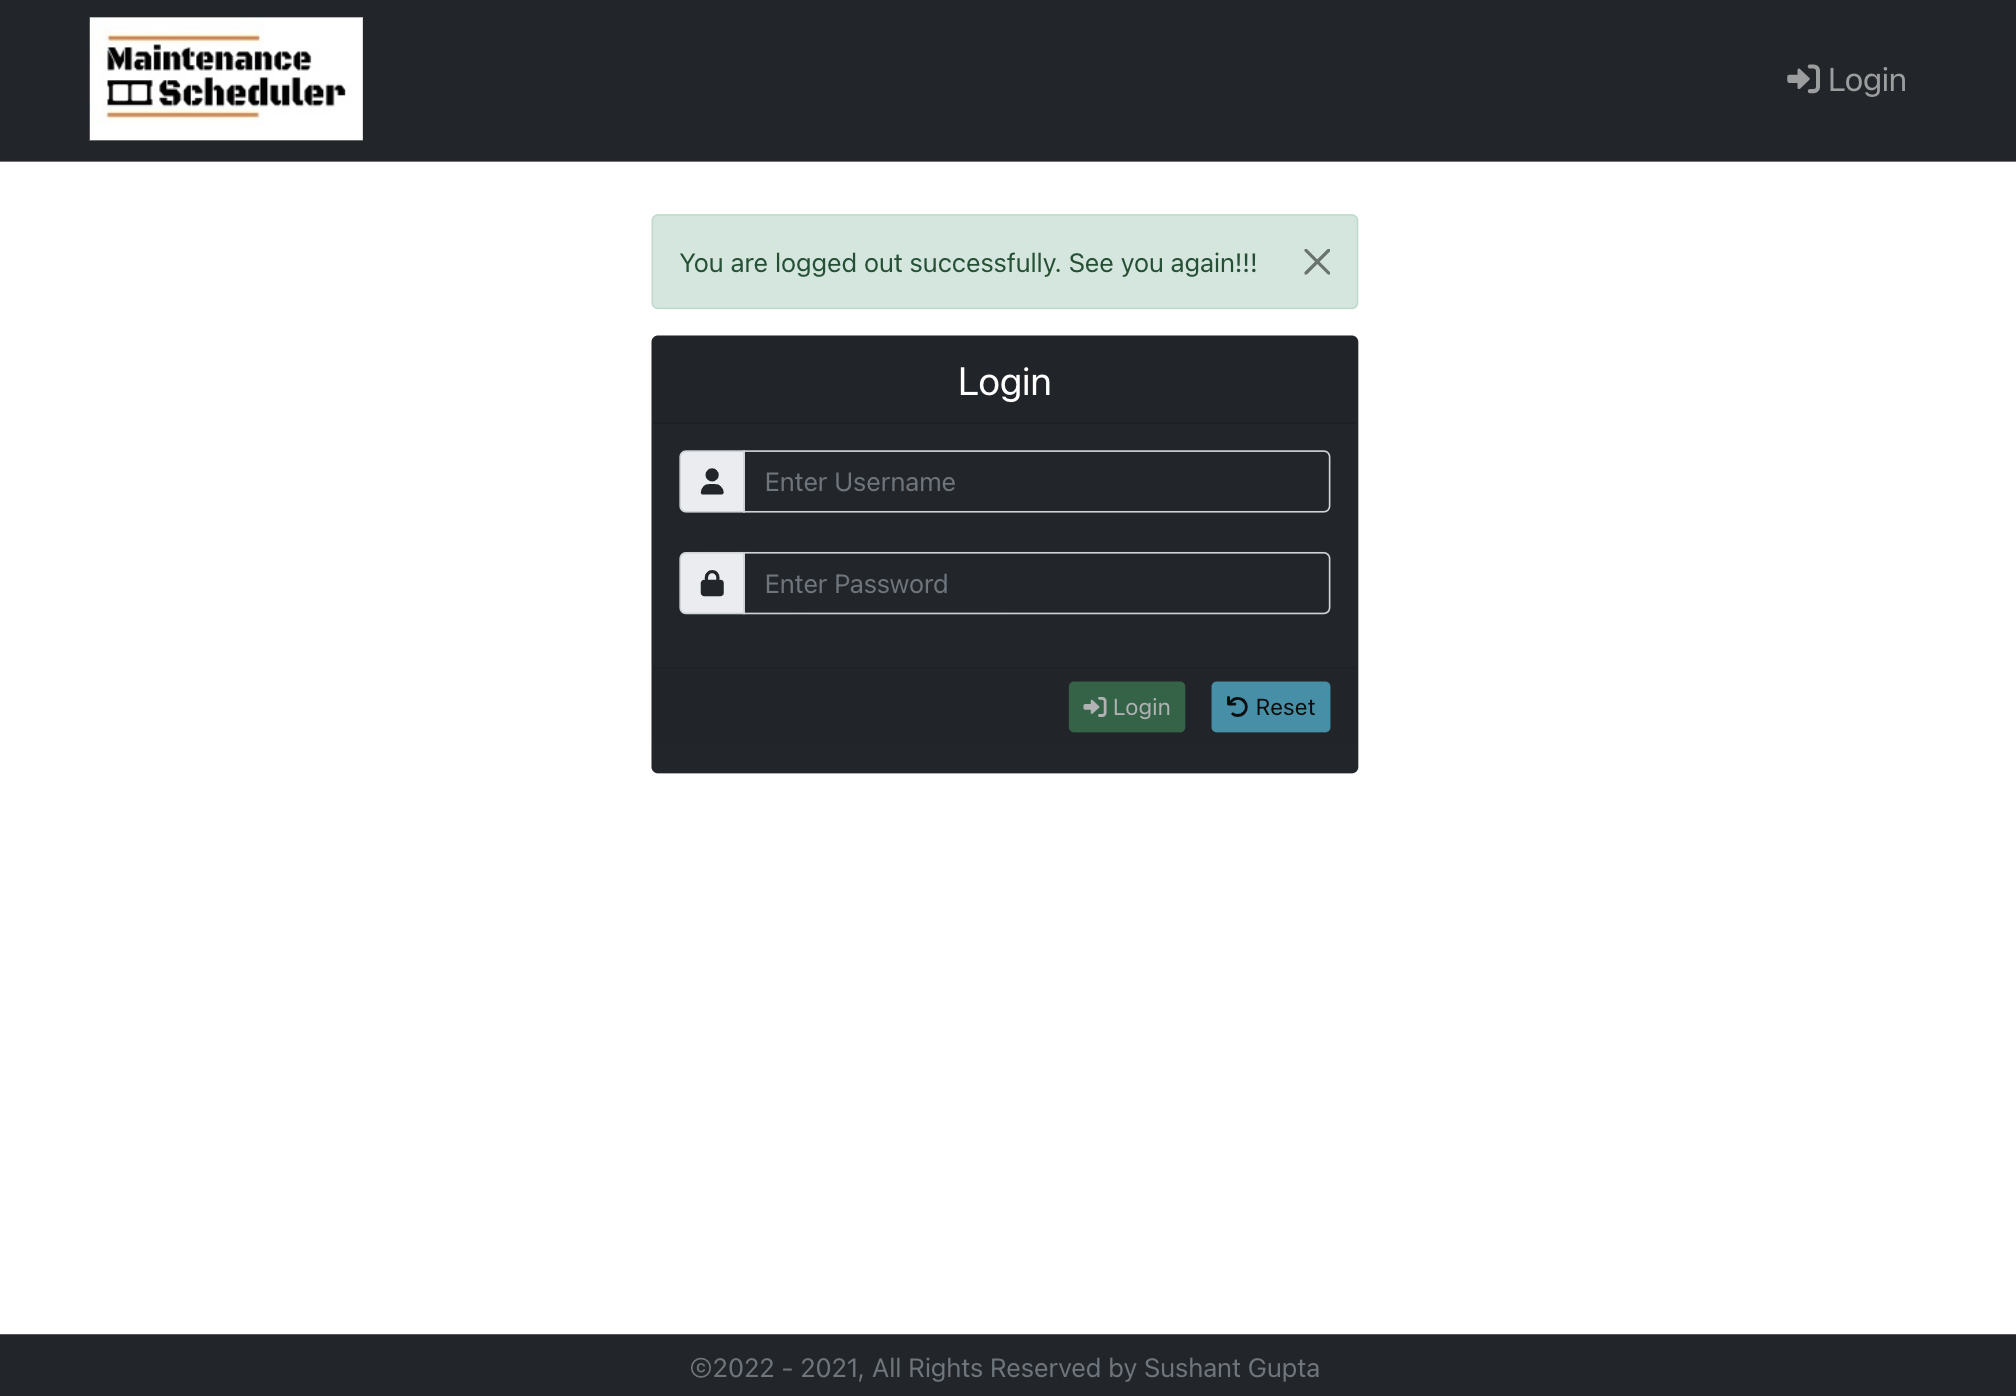 Maintenance
Scheduler
Login
You are logged out successfully. See you again!!!
Login
Enter Username
Enter Password
Login
Reset
©2022 - 2021, All Rights Reserved by Sushant Gupta